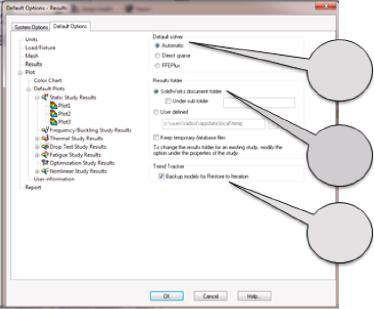 Default Options - Results
System Options
Default Options
Units
Load/Fixture
Mesh
Results
Plot
Color Chart
Default Plots
Static Study Results
Plot1
Plot2
Plot3
Frequency/Buckling Study Results
Thermal Study Results
Drop Test Study Results
Fatigue Study Results
Optimization Study Results
Nonlinear Study Results
User information
Report
Default solver
Automatic
Direct sparse
FFEPlus
Results folder
SolidWorks document folder
Under sub folder
User defined
Keep temporary database files
To change the results folder for an existing study, modify the
option under the properties of the study.
Trend Tracker
Backup models for Restore to Iteration
OK
Cancel
Help...